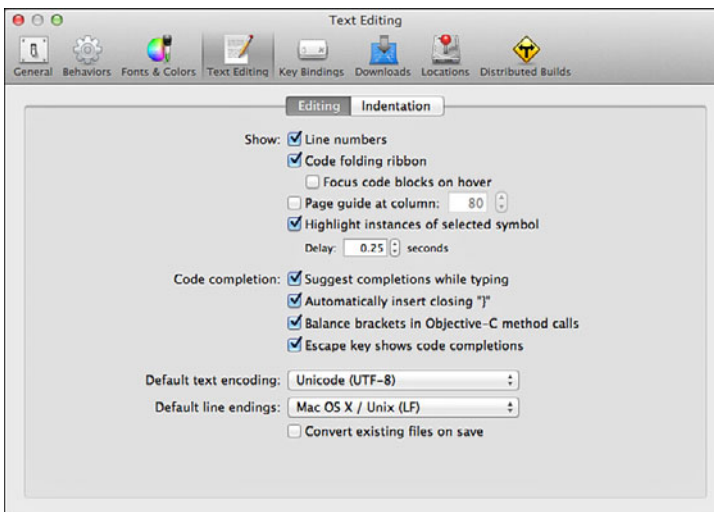 Text Editing
General Behaviors Fonts & Colors Text Editing Key Bindings Downloads Locations Distributed Builds
Editing Indentation
Show: Line numbers
Code folding ribbon
Focus code blocks on hover
Page guide at column: 80
Highlight instances of selected symbol
Delay: 0.25 seconds
Code completion: Suggest completions while typing
Automatically insert closing "}"
Balance brackets in Objective-C method calls
Escape key shows code completions
Default text encoding: Unicode (UTF-8)
Default line endings: Mac OS X / Unix (LF)
Convert existing files on save